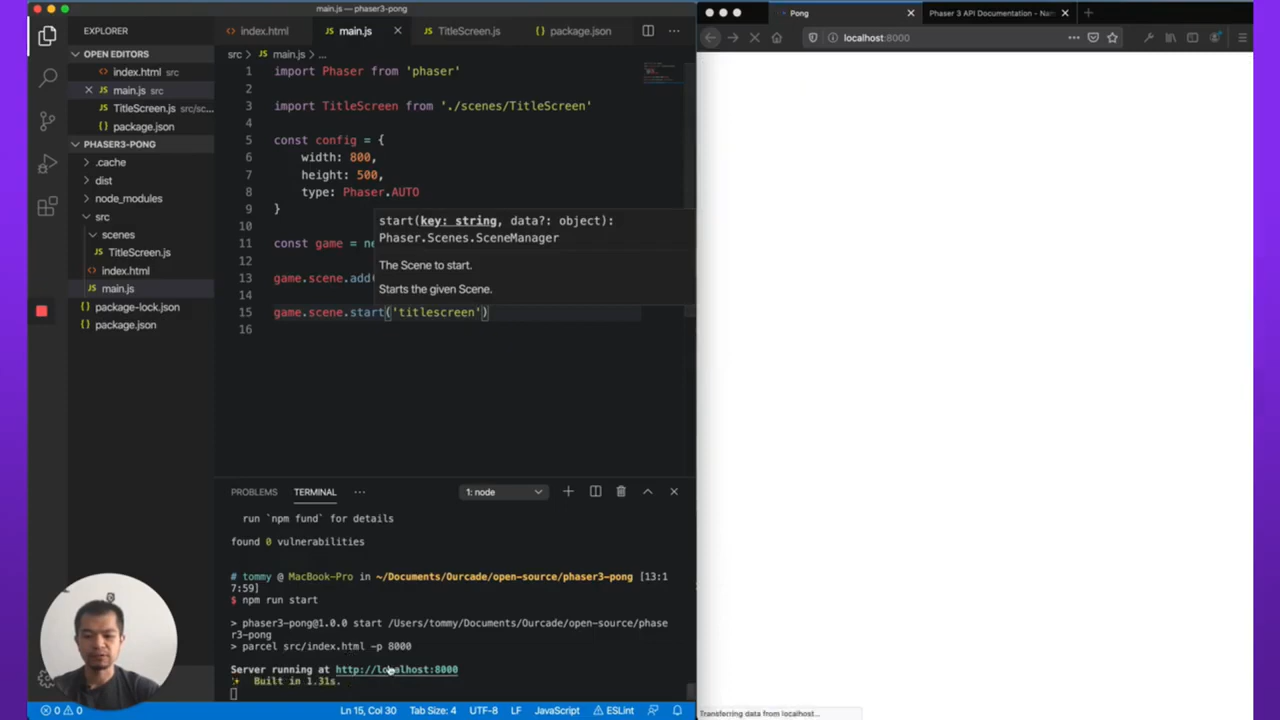 main.js — phaser3-pong
EXPLORER
OPEN EDITORS
index.html src
main.js src
TitleScreen.js src/sc...
package.json
PHASER3-PONG
.cache
dist
node_modules
src
scenes
TitleScreen.js
index.html
main.js
package-lock.json
package.json
index.html
main.js
TitleScreen.js
package.json
src > main.js > ...
1 import Phaser from 'phaser'
2
3 import TitleScreen from './scenes/TitleScreen'
4
5 const config = {
6 width: 800,
7 height: 500,
8 type: Phaser.AUTO
9 }
10
11 const game = ne
12
13 game.scene.add(
14
15 game.scene.start('titlescreen')
16
start(key: string, data?: object):
Phaser.Scenes.SceneManager
The Scene to start.
Starts the given Scene.
PROBLEMS
TERMINAL
1: node
run `npm fund` for details
found 0 vulnerabilities
# tommy @ MacBook-Pro in ~/Documents/Ourcade/open-source/phaser3-pong [13:1
7:59]
$ npm run start
> phaser3-pong@1.0.0 start /Users/tommy/Documents/Ourcade/open-source/phase
r3-pong
> parcel src/index.html -p 8000
Server running at http://localhost:8000
Built in 1.31s.
0 0
Ln 15, Col 30
Tab Size: 4
UTF-8
LF
JavaScript
ESLint
Pong
Phaser 3 API Documentation - Na
localhost:8000
Transferring data from localhost...